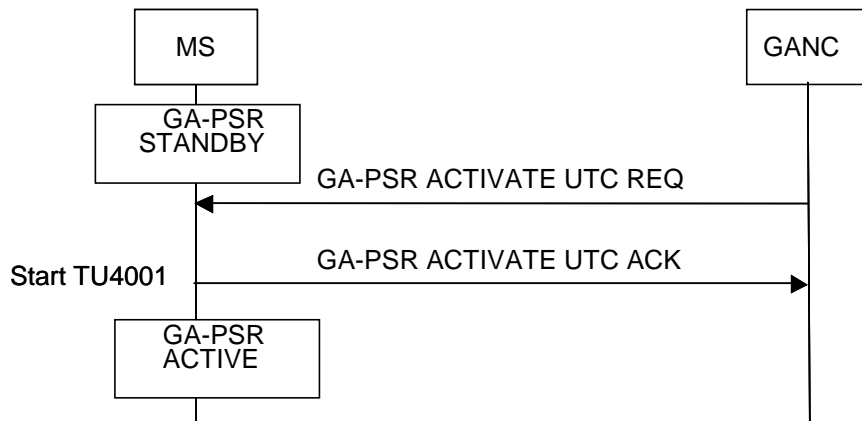 MS
GANC
GA-PSR
STANDBY
GA-PSR ACTIVATE UTC REQ
GA-PSR ACTIVATE UTC ACK
Start TU4001
GA-PSR
ACTIVE